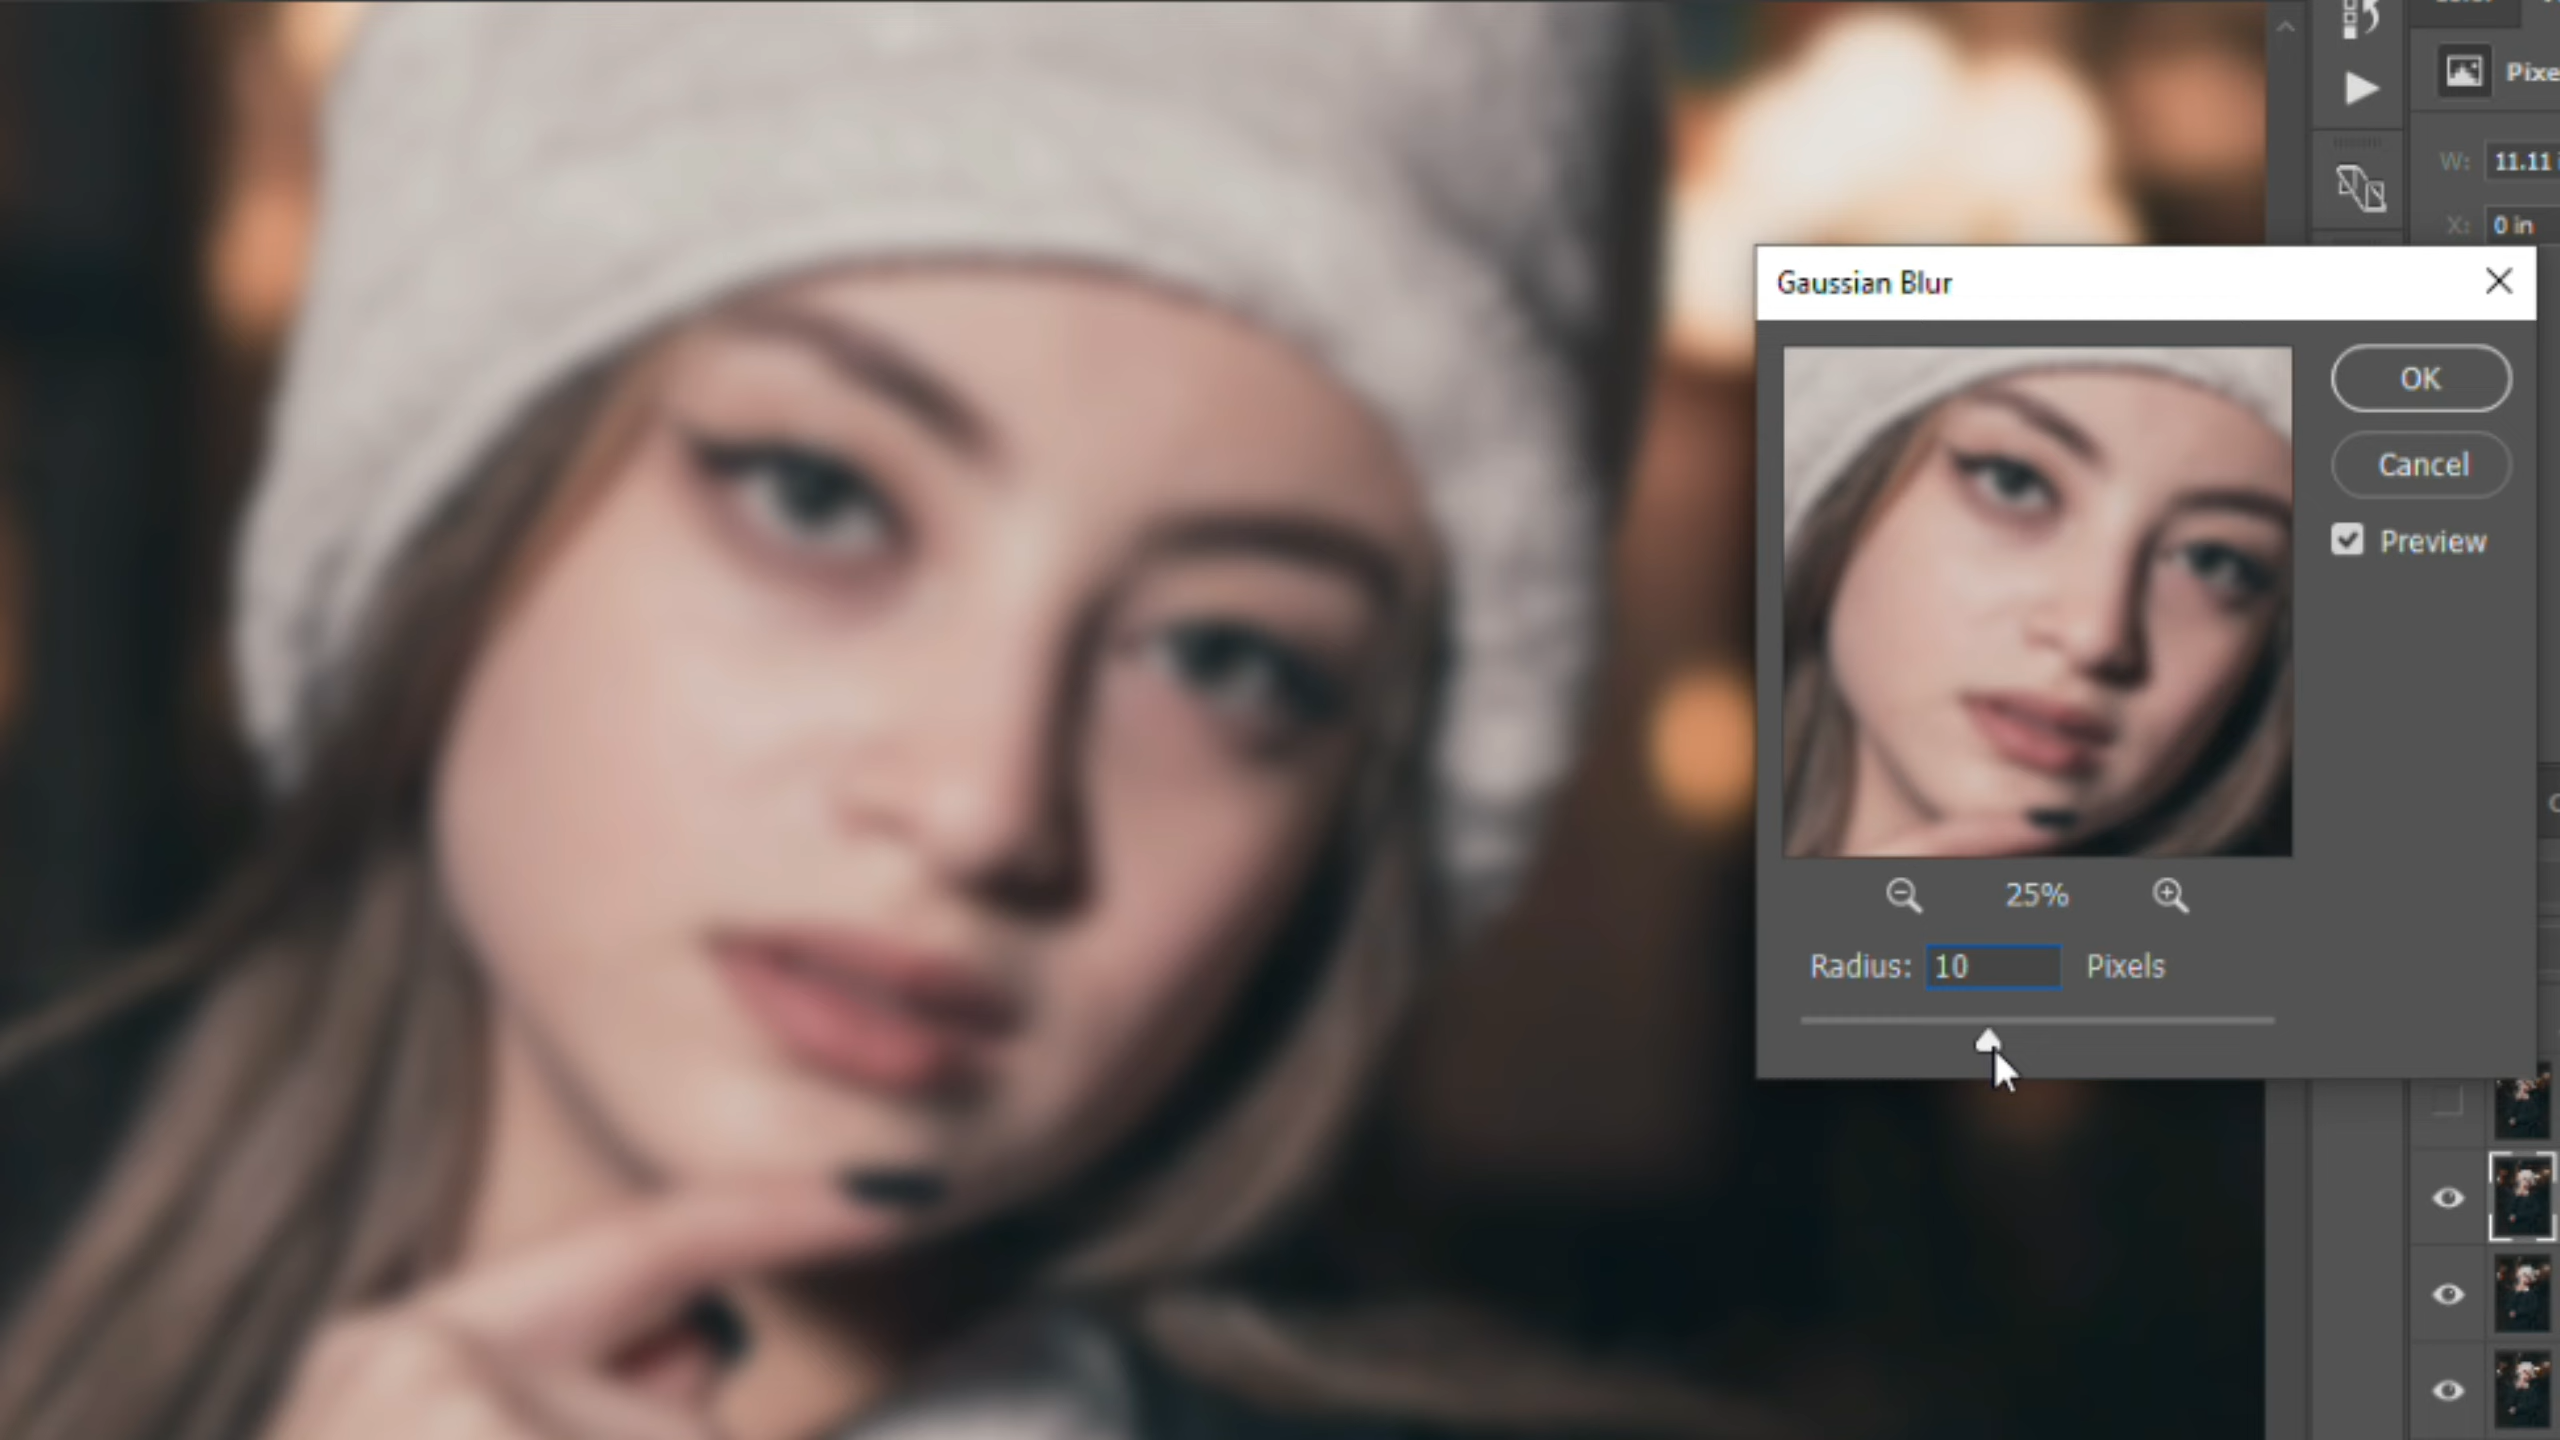 Pixe
W: 11.11
X: 0 in
Gaussian Blur
OK
Cancel
Preview
25%
Radius: 10 Pixels